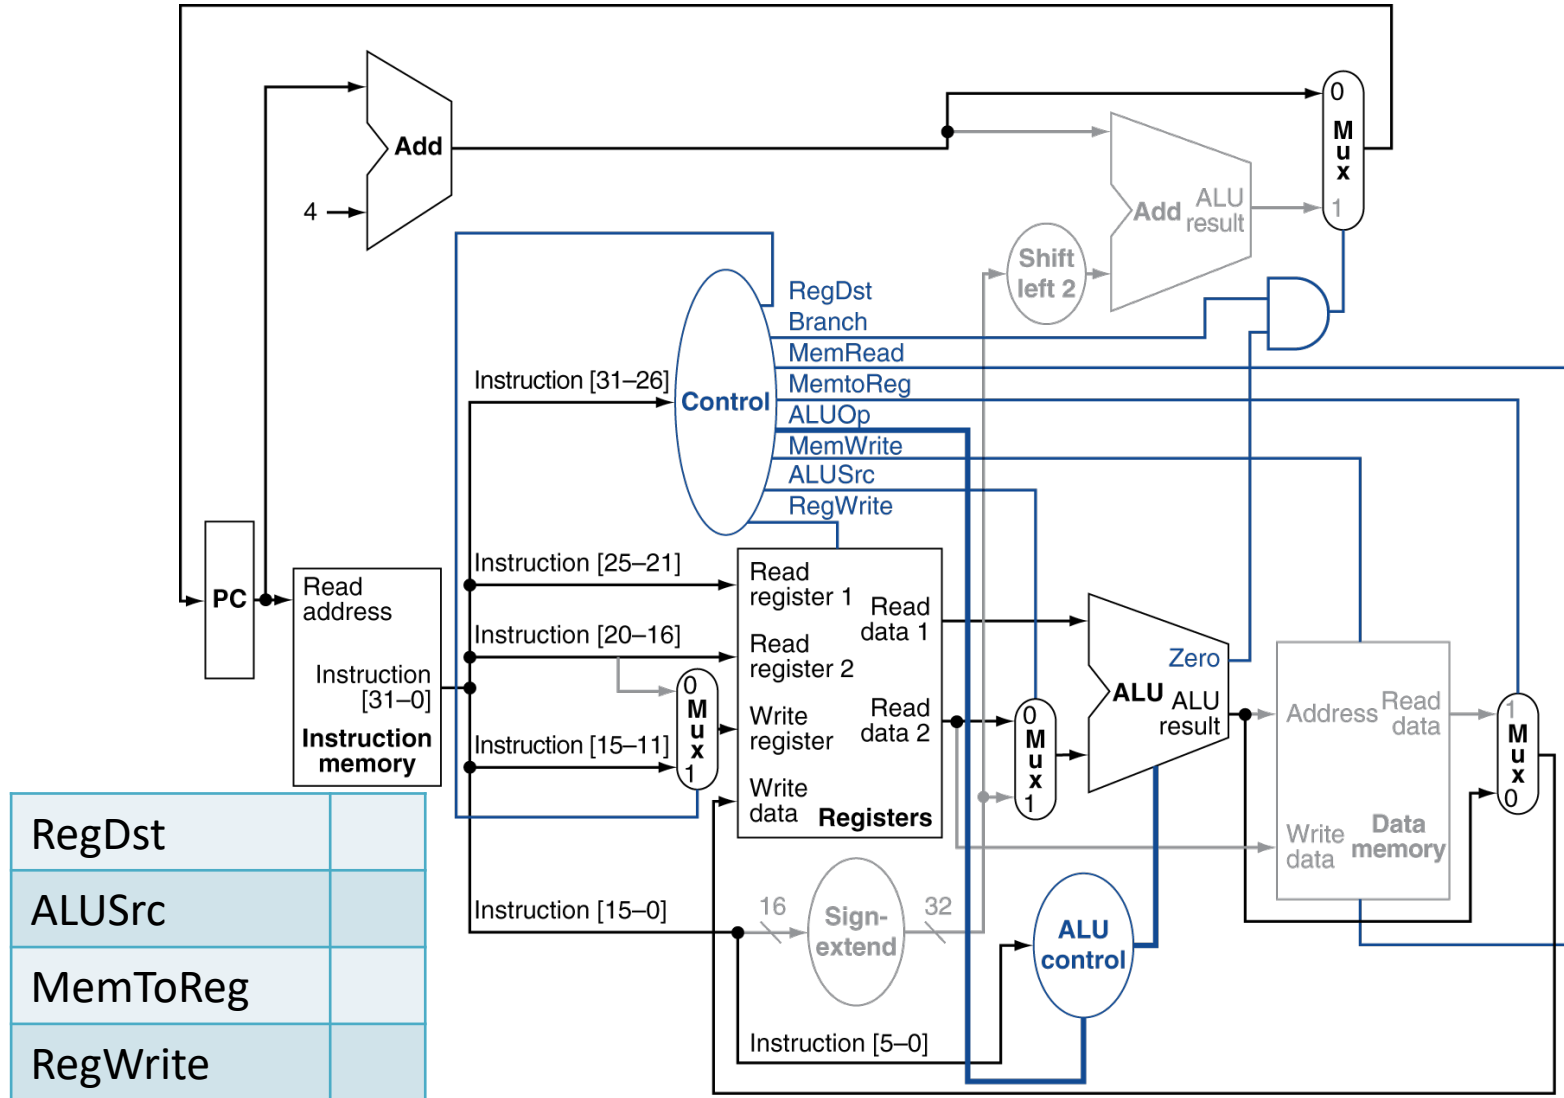 Add
4
0
Mux
1
Add
ALU
result
Shift
left 2
RegDst
Branch
MemRead
MemtoReg
ALUOp
MemWrite
ALUSrc
RegWrite
Control
Instruction [31–26]
Instruction [25–21]
Instruction [20–16]
Instruction [15–11]
Instruction [15–0]
Instruction [5–0]
PC
Read
address
Instruction
[31–0]
Instruction
memory
0
Mux
1
Read
register 1
Read
register 2
Write
register
Write
data
Read
data 1
Read
data 2
Registers
0
Mux
1
Zero
ALU
ALU
result
Address
Read
data
Write
data
Data
memory
1
Mux
0
16
Sign-
extend
32
ALU
control
RegDst
ALUSrc
MemToReg
RegWrite